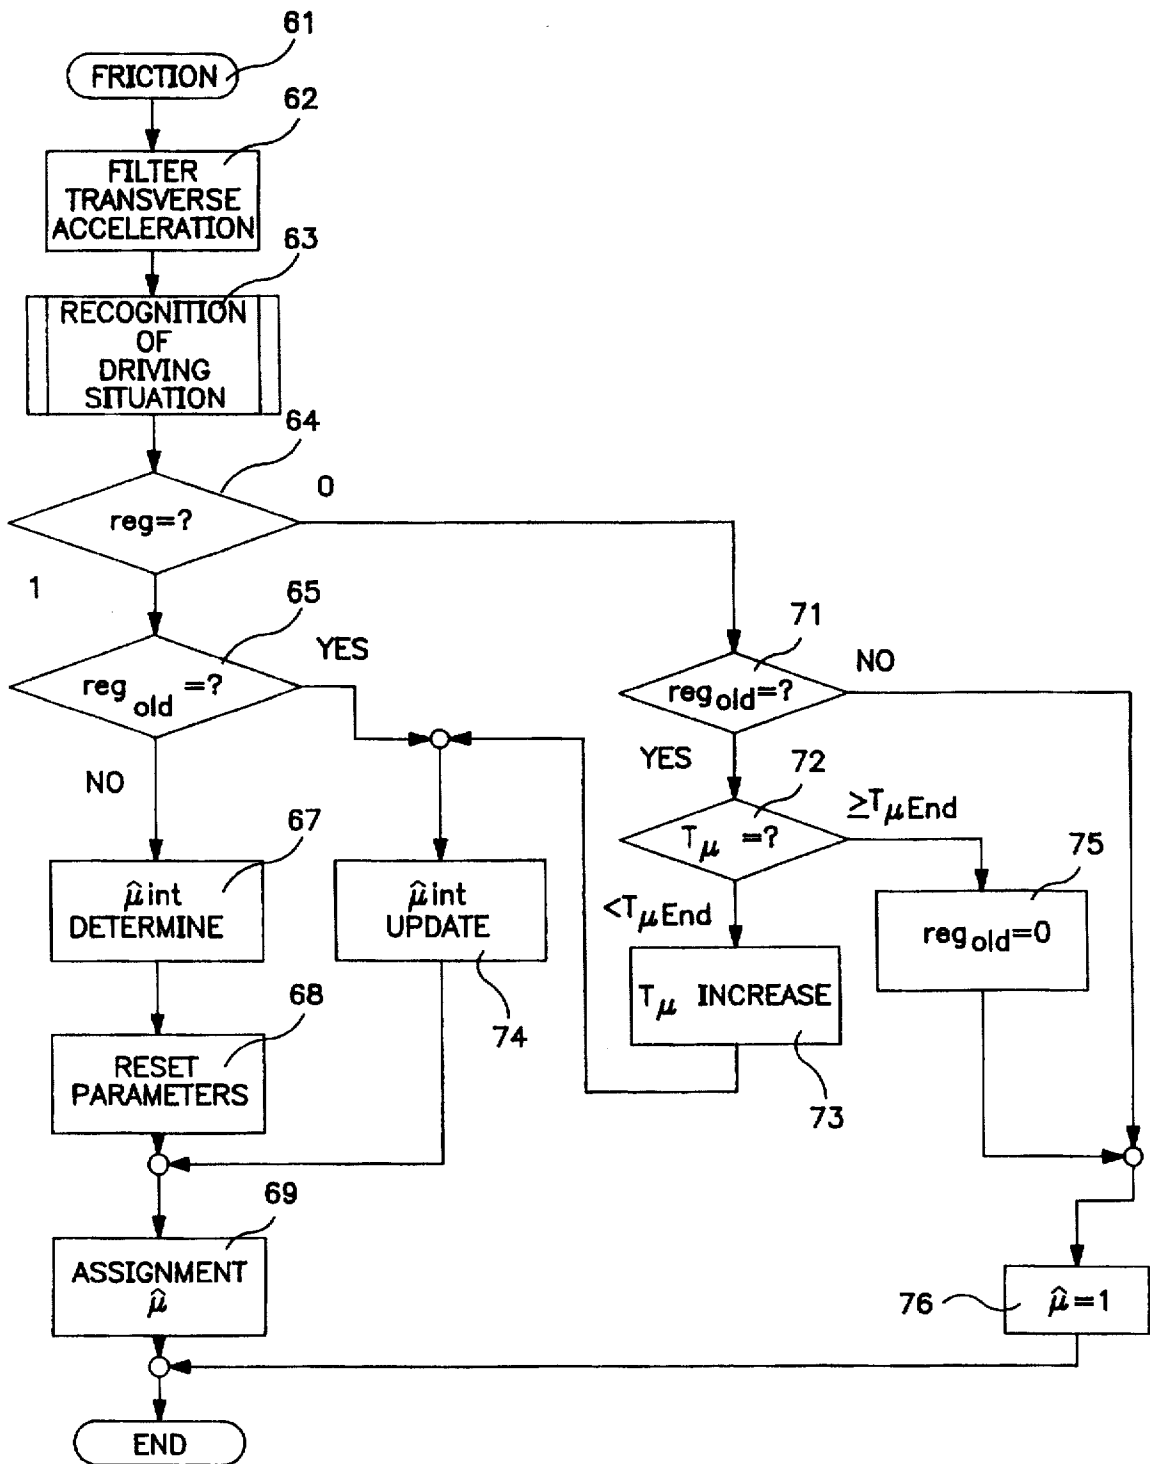 61
FRICTION
62
FILTER
TRANSVERSE
ACCELERATION
63
RECOGNITION
OF
DRIVING
SITUATION
64
0
reg=?
1
65
YES
reg old =?
NO
71
NO
reg old=?
YES
72
≥TμEnd
Tμ =?
<TμEnd
75
reg old=0
67
μ̂int
DETERMINE
μ̂int
UPDATE
74
Tμ INCREASE
73
68
RESET
PARAMETERS
69
ASSIGNMENT
μ̂
76
μ̂=1
END